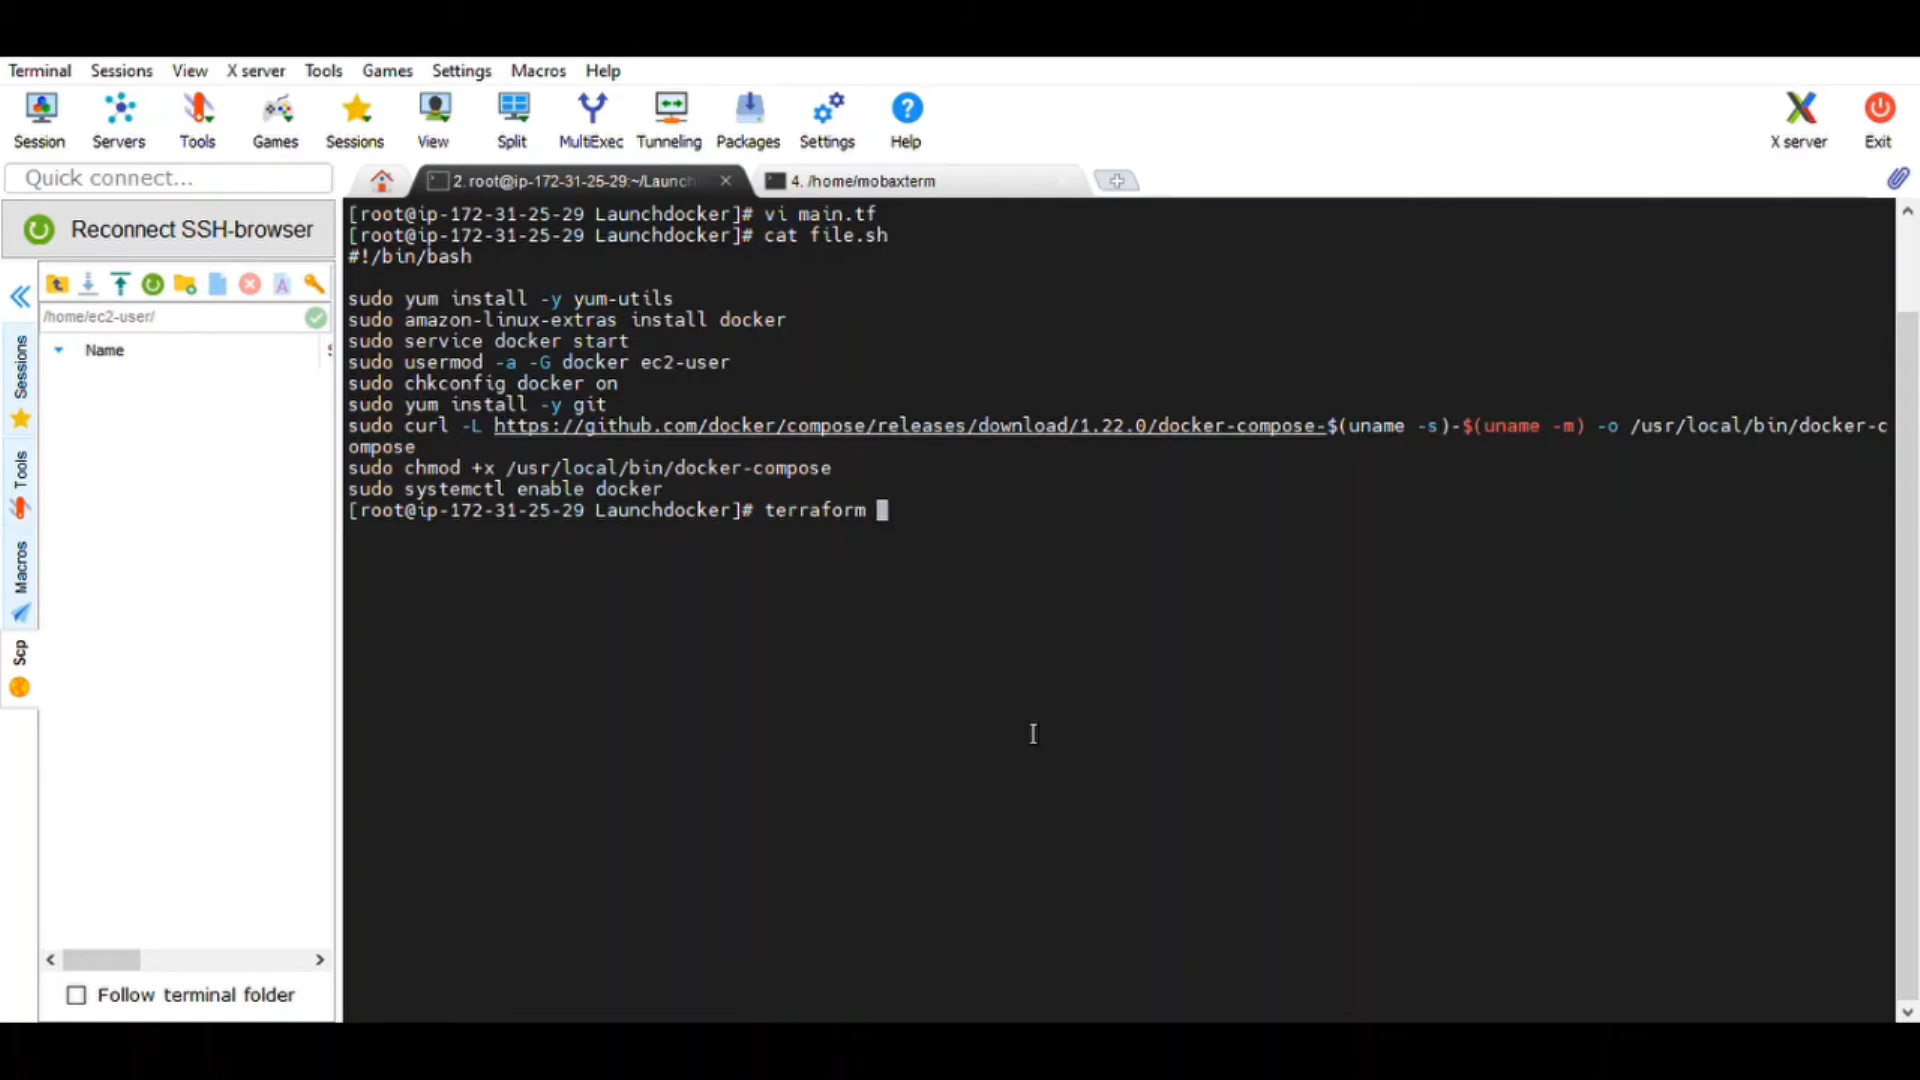 Terminal Sessions View X server Tools Games Settings Macros Help
Session Servers Tools Games Sessions View Split MultiExec Tunneling Packages Settings Help X server Exit
Quick connect...
2. root@ip-172-31-25-29:~/Launch
4. /home/mobaxterm
Reconnect SSH-browser
/home/ec2-user/
Name
Sessions
Tools
Macros
Scp
Follow terminal folder
[root@ip-172-31-25-29 Launchdocker]# vi main.tf
[root@ip-172-31-25-29 Launchdocker]# cat file.sh
#!/bin/bash
sudo yum install -y yum-utils
sudo amazon-linux-extras install docker
sudo service docker start
sudo usermod -a -G docker ec2-user
sudo chkconfig docker on
sudo yum install -y git
sudo curl -L https://github.com/docker/compose/releases/download/1.22.0/docker-compose-$(uname -s)-$(uname -m) -o /usr/local/bin/docker-c
ompose
sudo chmod +x /usr/local/bin/docker-compose
sudo systemctl enable docker
[root@ip-172-31-25-29 Launchdocker]# terraform